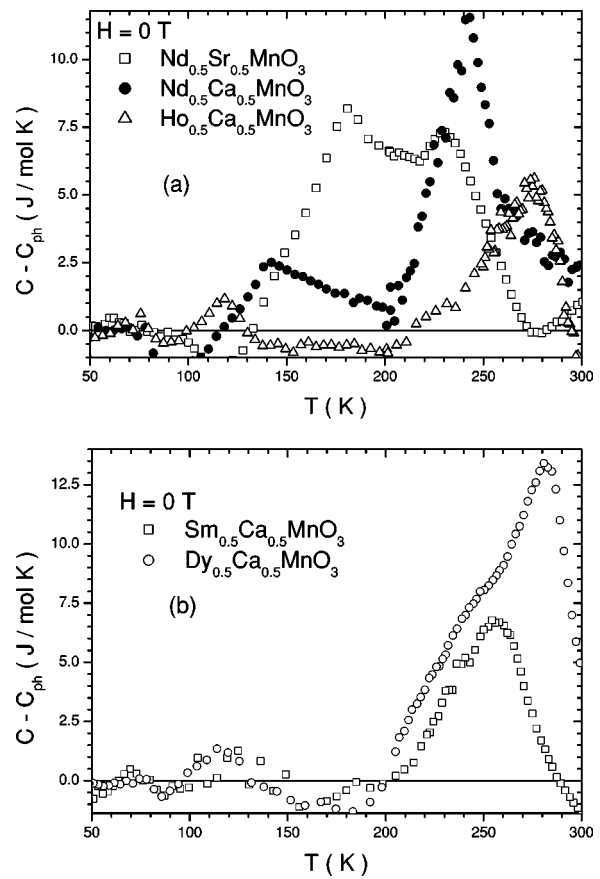 H = 0 T
Nd0.5Sr0.5MnO3
Nd0.5Ca0.5MnO3
Ho0.5Ca0.5MnO3
(a)
10.0
7.5
5.0
2.5
0.0
C - Cph ( J / mol K )
50 100 150 200 250 300
T ( K )
H = 0 T
Sm0.5Ca0.5MnO3
Dy0.5Ca0.5MnO3
(b)
12.5
10.0
7.5
5.0
2.5
0.0
C - Cph ( J / mol K )
50 100 150 200 250 300
T ( K )